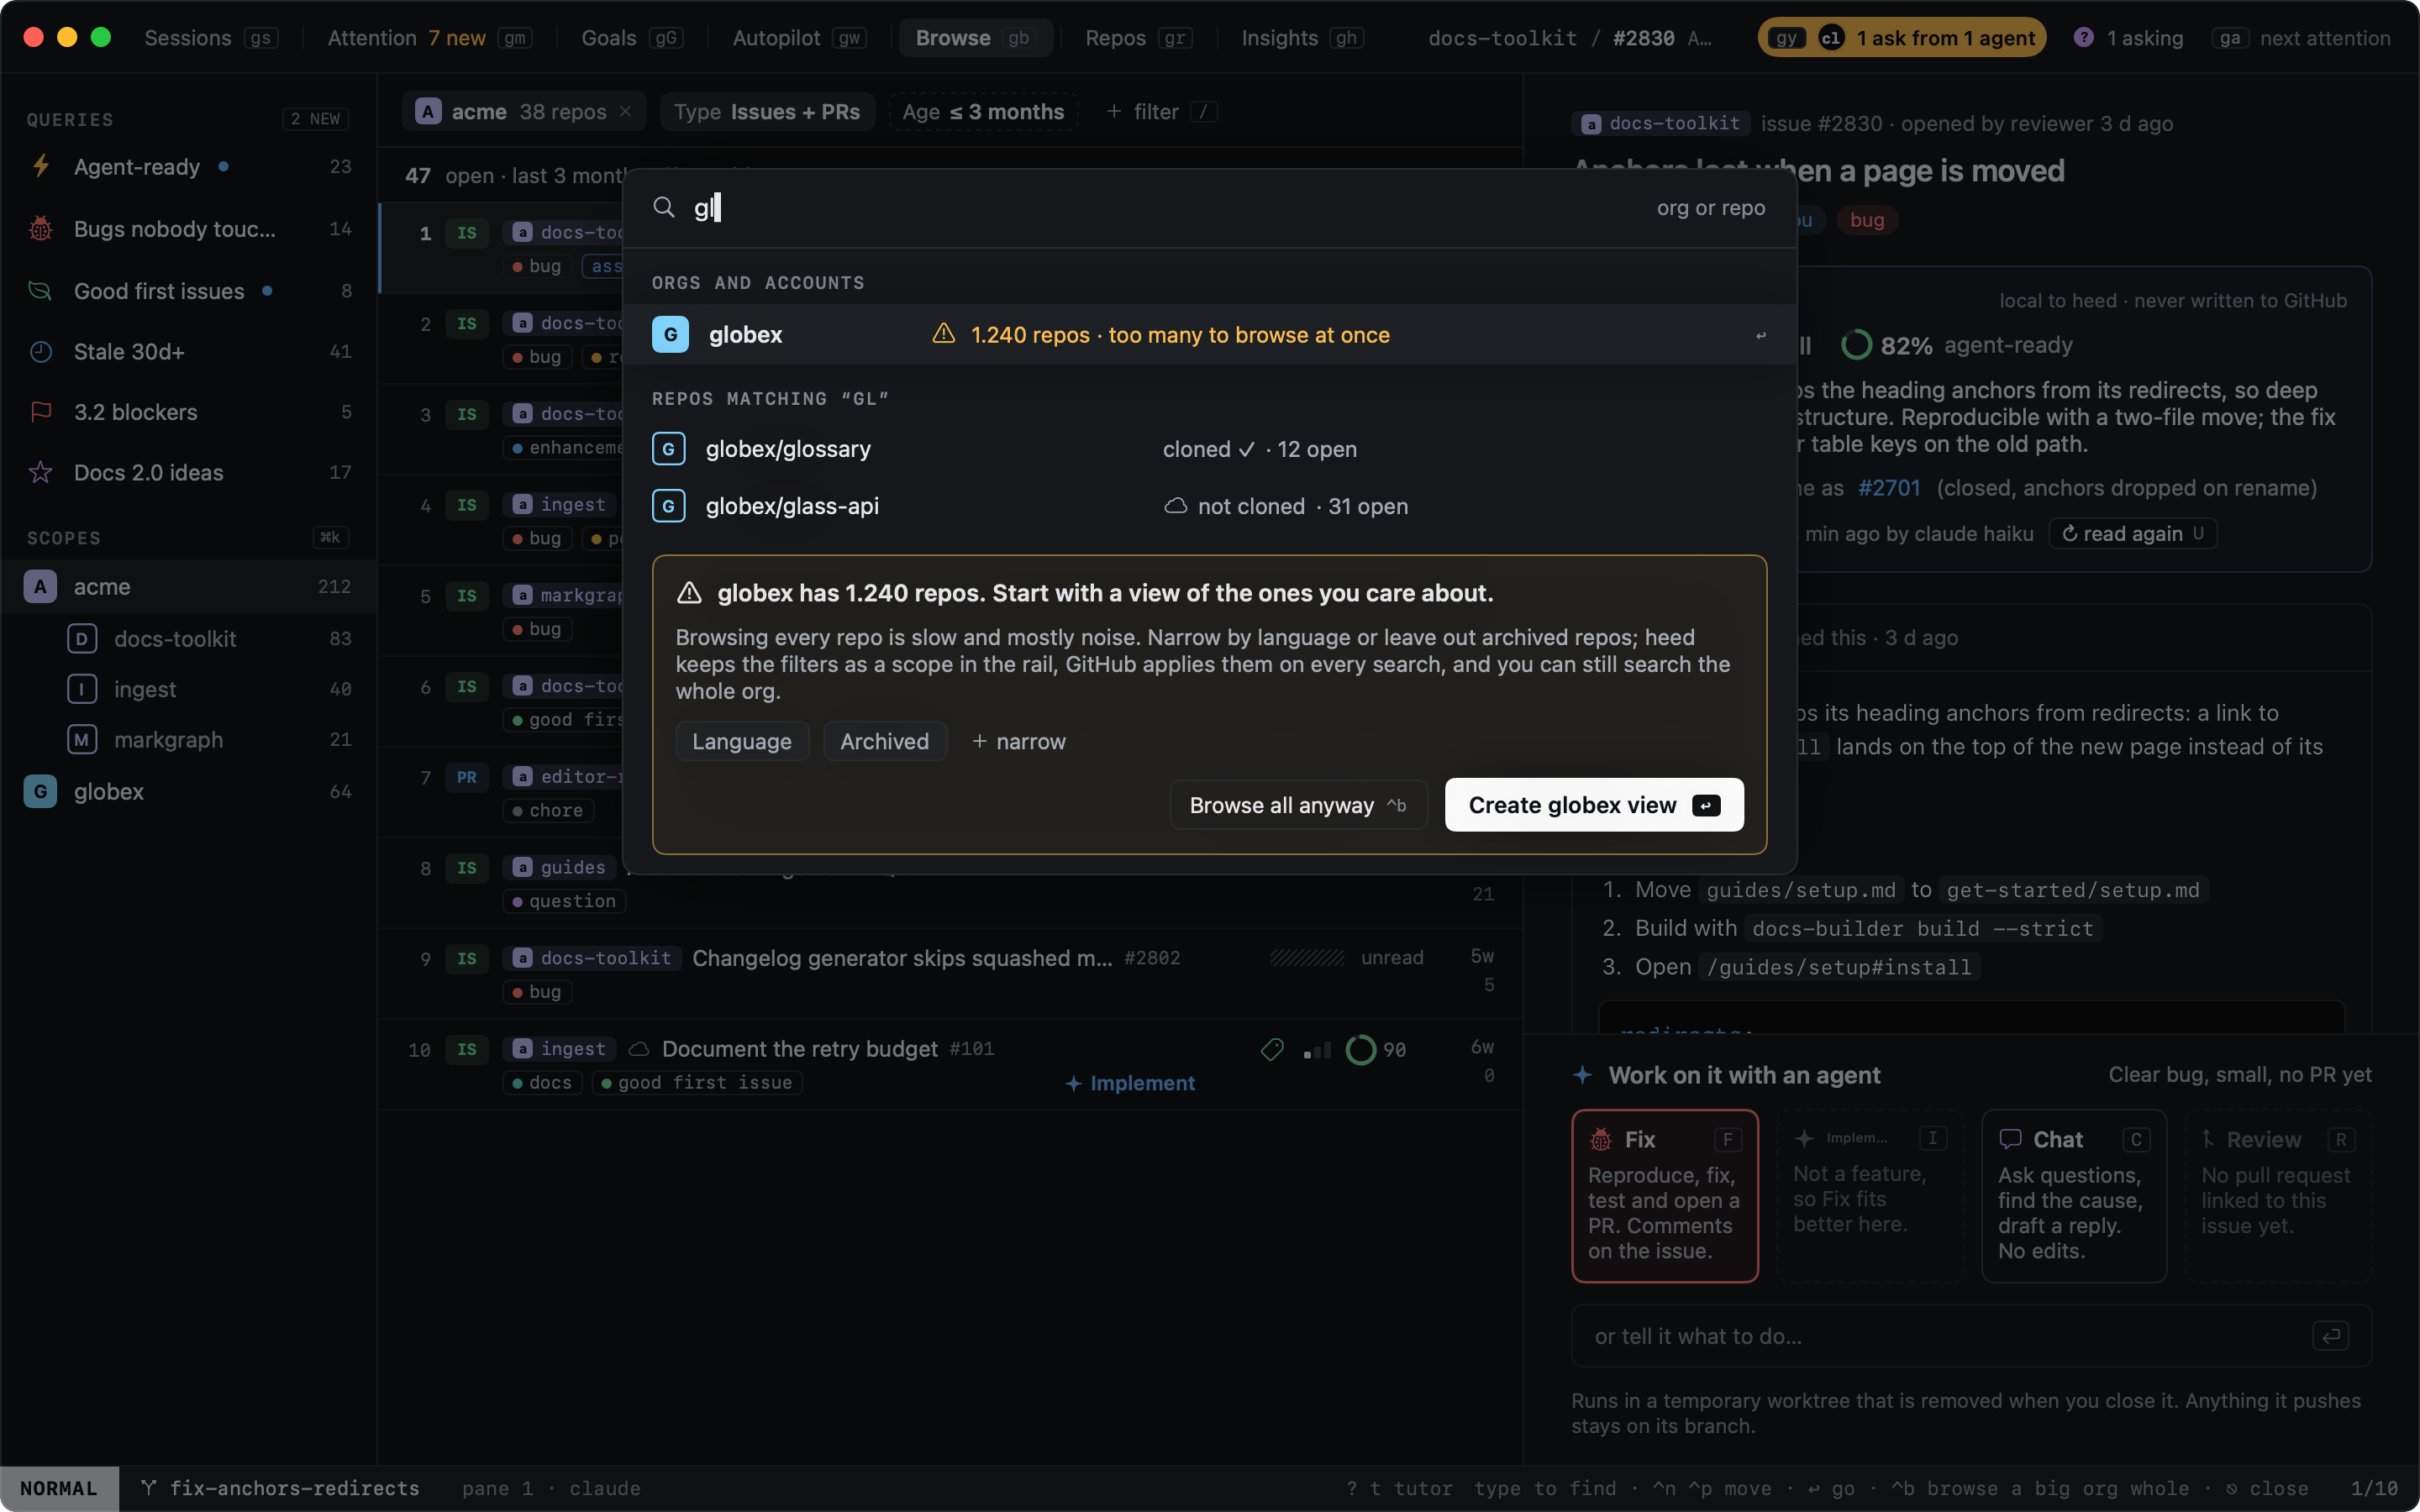 Sessions gs
Attention 7 new gm
Goals gG
Autopilot gw
Browse gb
Repos gr
Insights gh
docs-toolkit / #2830 A…
gy cl 1 ask from 1 agent
? 1 asking
ga next attention
QUERIES 2 NEW
Agent-ready 23
Bugs nobody touc… 14
Good first issues 8
Stale 30d+ 41
3.2 blockers 5
Docs 2.0 ideas 17
SCOPES ⌘k
A acme 212
D docs-toolkit 83
I ingest 40
M markgraph 21
G globex 64
A acme 38 repos ×
Type Issues + PRs
Age ≤ 3 months
+ filter /
47 open · last 3 month
1 IS a docs-too
bug ass
2 IS a docs-too
bug
3 IS a docs-too
enhanceme
4 IS a ingest
bug
5 IS a markgrap
bug
6 IS a docs-too
good firs
7 PR a editor-
chore
8 IS a guides
question
21
9 IS a docs-toolkit Changelog generator skips squashed m… #2802 unread 5w
bug 5
10 IS a ingest Document the retry budget #101 90 6w
docs good first issue Implement 0
gl org or repo
ORGS AND ACCOUNTS
G globex 1.240 repos · too many to browse at once ↩
REPOS MATCHING “GL”
G globex/glossary cloned ✓ · 12 open
G globex/glass-api not cloned · 31 open
globex has 1.240 repos. Start with a view of the ones you care about.
Browsing every repo is slow and mostly noise. Narrow by language or leave out archived repos; heed
keeps the filters as a scope in the rail, GitHub applies them on every search, and you can still search the
whole org.
Language Archived + narrow
Browse all anyway ^b
Create globex view ↩
a docs-toolkit issue #2830 · opened by reviewer 3 d ago
en a page is moved
bug
local to heed · never written to GitHub
82% agent-ready
the heading anchors from its redirects, so deep
structure. Reproducible with a two-file move; the fix
table keys on the old path.
as #2701 (closed, anchors dropped on rename)
min ago by claude haiku read again U
this · 3 d ago
its heading anchors from redirects: a link to
lands on the top of the new page instead of its
1. Move guides/setup.md to get-started/setup.md
2. Build with docs-builder build --strict
3. Open /guides/setup#install
Work on it with an agent Clear bug, small, no PR yet
Fix F
Reproduce, fix,
test and open a
PR. Comments
on the issue.
Implem… I
Not a feature,
so Fix fits
better here.
Chat C
Ask questions,
find the cause,
draft a reply.
No edits.
Review R
No pull request
linked to this
issue yet.
or tell it what to do…
Runs in a temporary worktree that is removed when you close it. Anything it pushes
stays on its branch.
NORMAL fix-anchors-redirects pane 1 · claude
? t tutor type to find · ^n ^p move · ↩ go · ^b browse a big org whole · ⎋ close 1/10